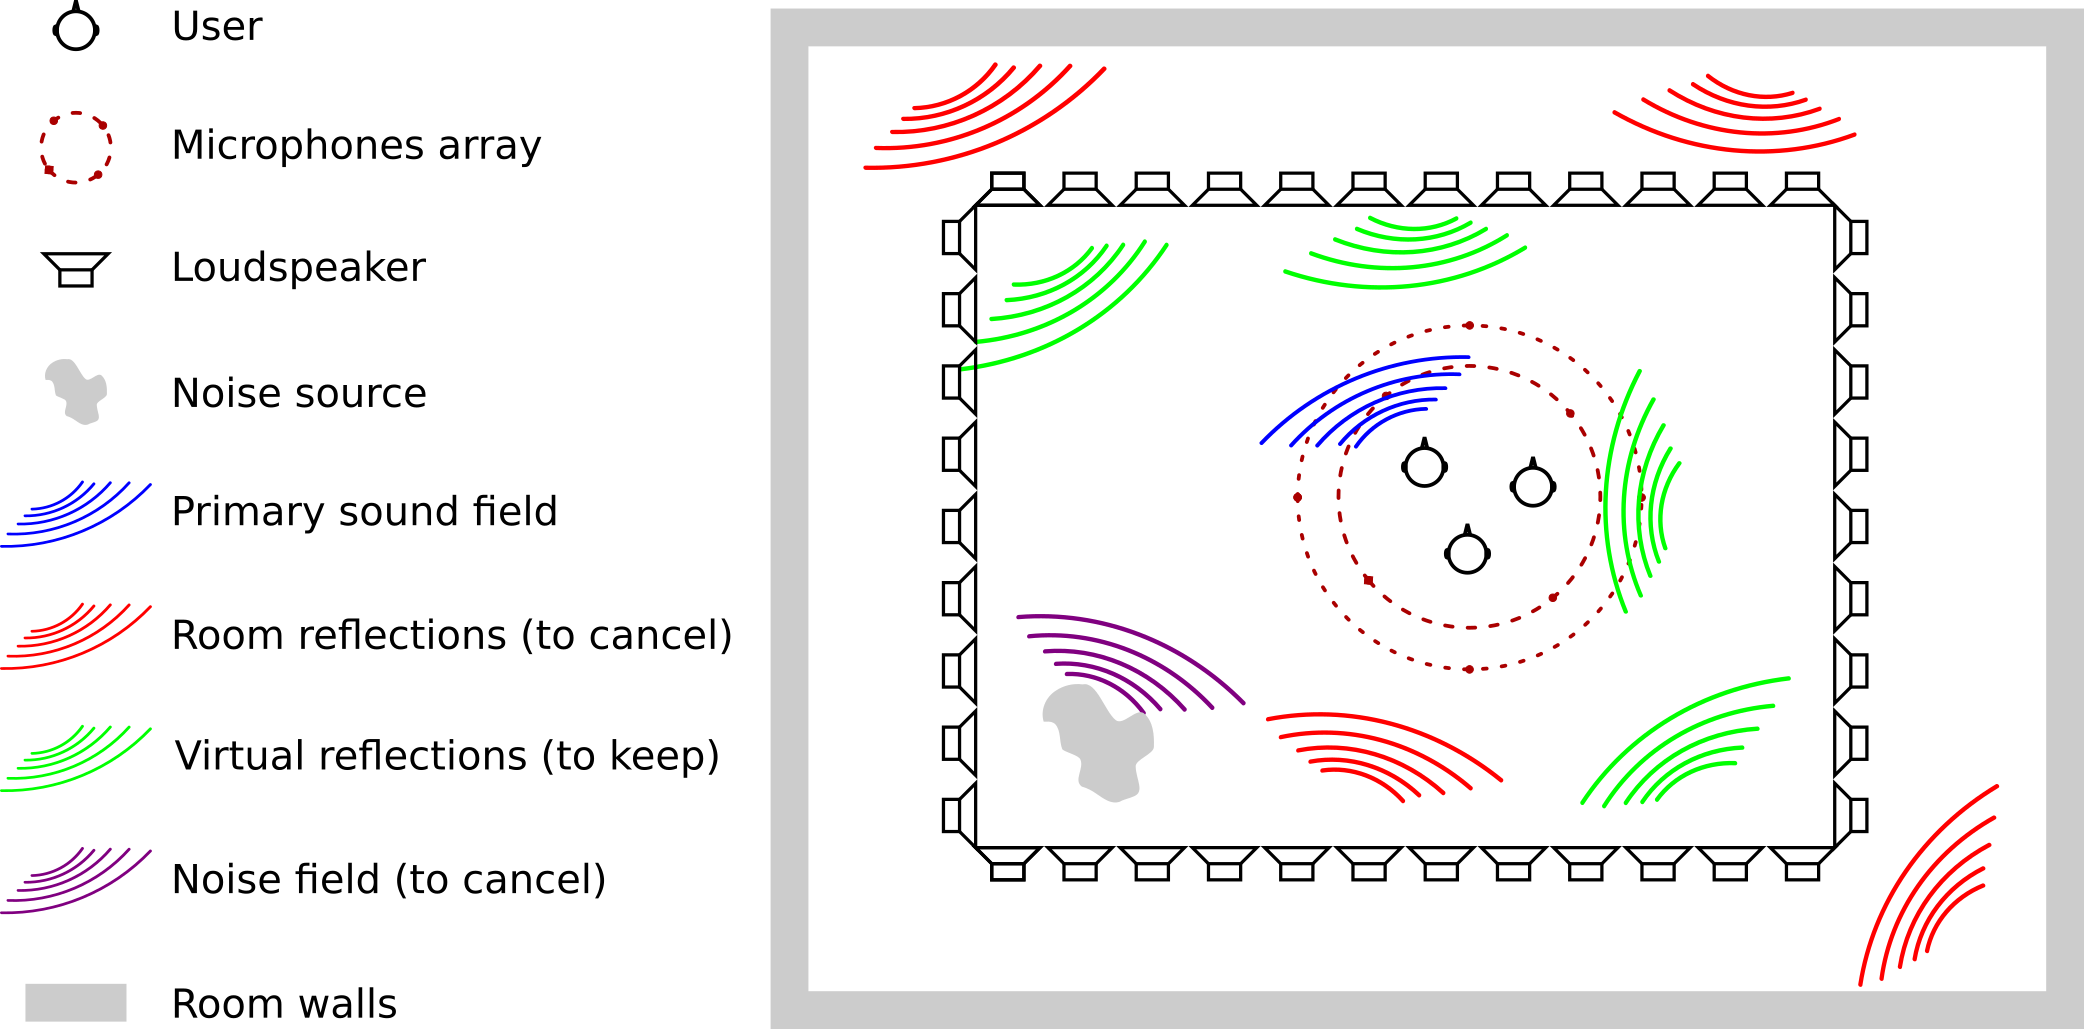 User
Microphones array
Loudspeaker
Noise source
Primary sound field
Room reflections (to cancel)
Virtual reflections (to keep)
Noise field (to cancel)
Room walls